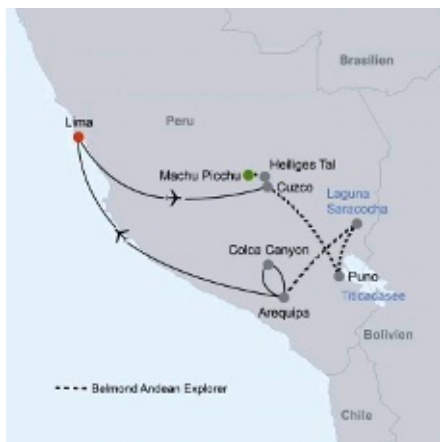 Brasilien
Lima
Peru
Heiliges Tal
Machu Picchu
Cuzco
Laguna
Saracocha
Colca Canyon
Puno
Titicacasee
Arequipa
Bolivien
Belmond Andean Explorer
Chile